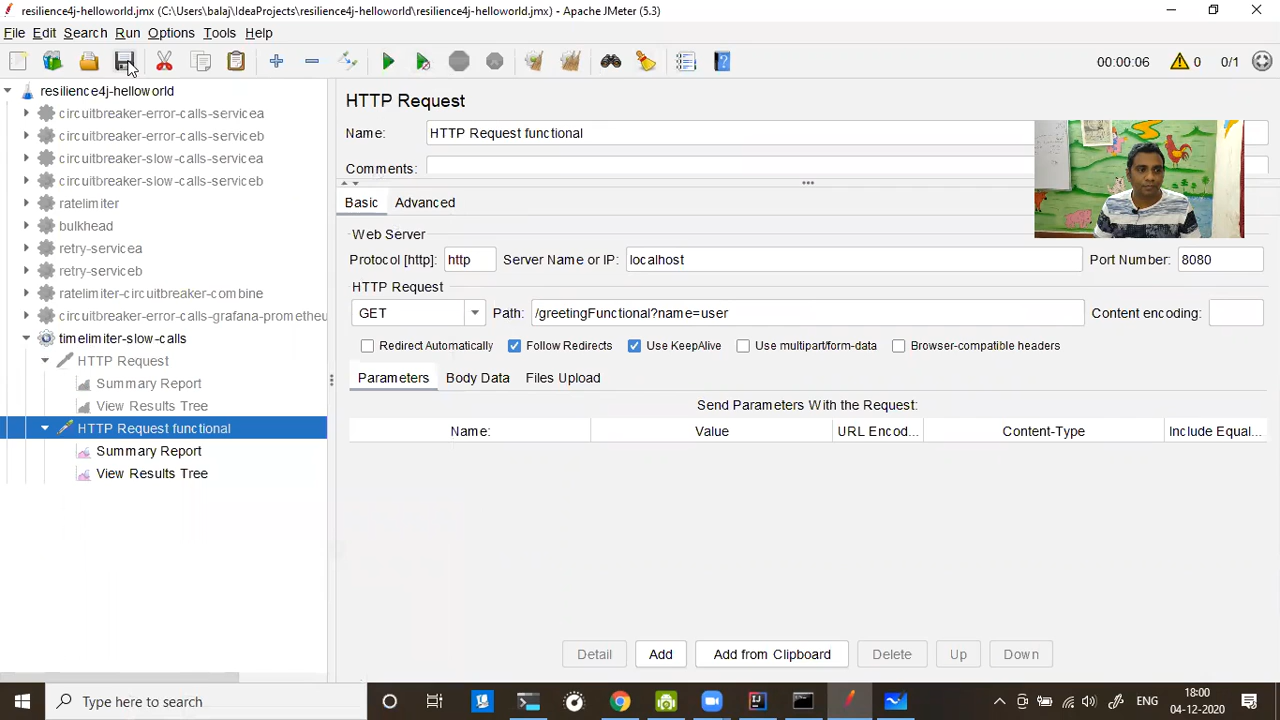 resilience4j-helloworld.jmx (C:\Users\balaj\IdeaProjects\resilience4j-helloworld\resilience4j-helloworld.jmx) - Apache JMeter (5.3)
File Edit Search Run Options Tools Help
00:00:06 0 0/1
resilience4j-helloworld
circuitbreaker-error-calls-servicea
circuitbreaker-error-calls-serviceb
circuitbreaker-slow-calls-servicea
circuitbreaker-slow-calls-serviceb
ratelimiter
bulkhead
retry-servicea
retry-serviceb
ratelimiter-circuitbreaker-combine
circuitbreaker-error-calls-grafana-prometheu
timelimiter-slow-calls
HTTP Request
Summary Report
View Results Tree
HTTP Request functional
Summary Report
View Results Tree
HTTP Request
Name: HTTP Request functional
Comments:
Basic Advanced
Web Server
Protocol [http]: http Server Name or IP: localhost Port Number: 8080
HTTP Request
GET Path: /greetingFunctional?name=user Content encoding:
Redirect Automatically Follow Redirects Use KeepAlive Use multipart/form-data Browser-compatible headers
Parameters Body Data Files Upload
Send Parameters With the Request:
Name: Value URL Encod... Content-Type Include Equal...
Detail Add Add from Clipboard Delete Up Down
Type here to search
ENG
18:00
04-12-2020